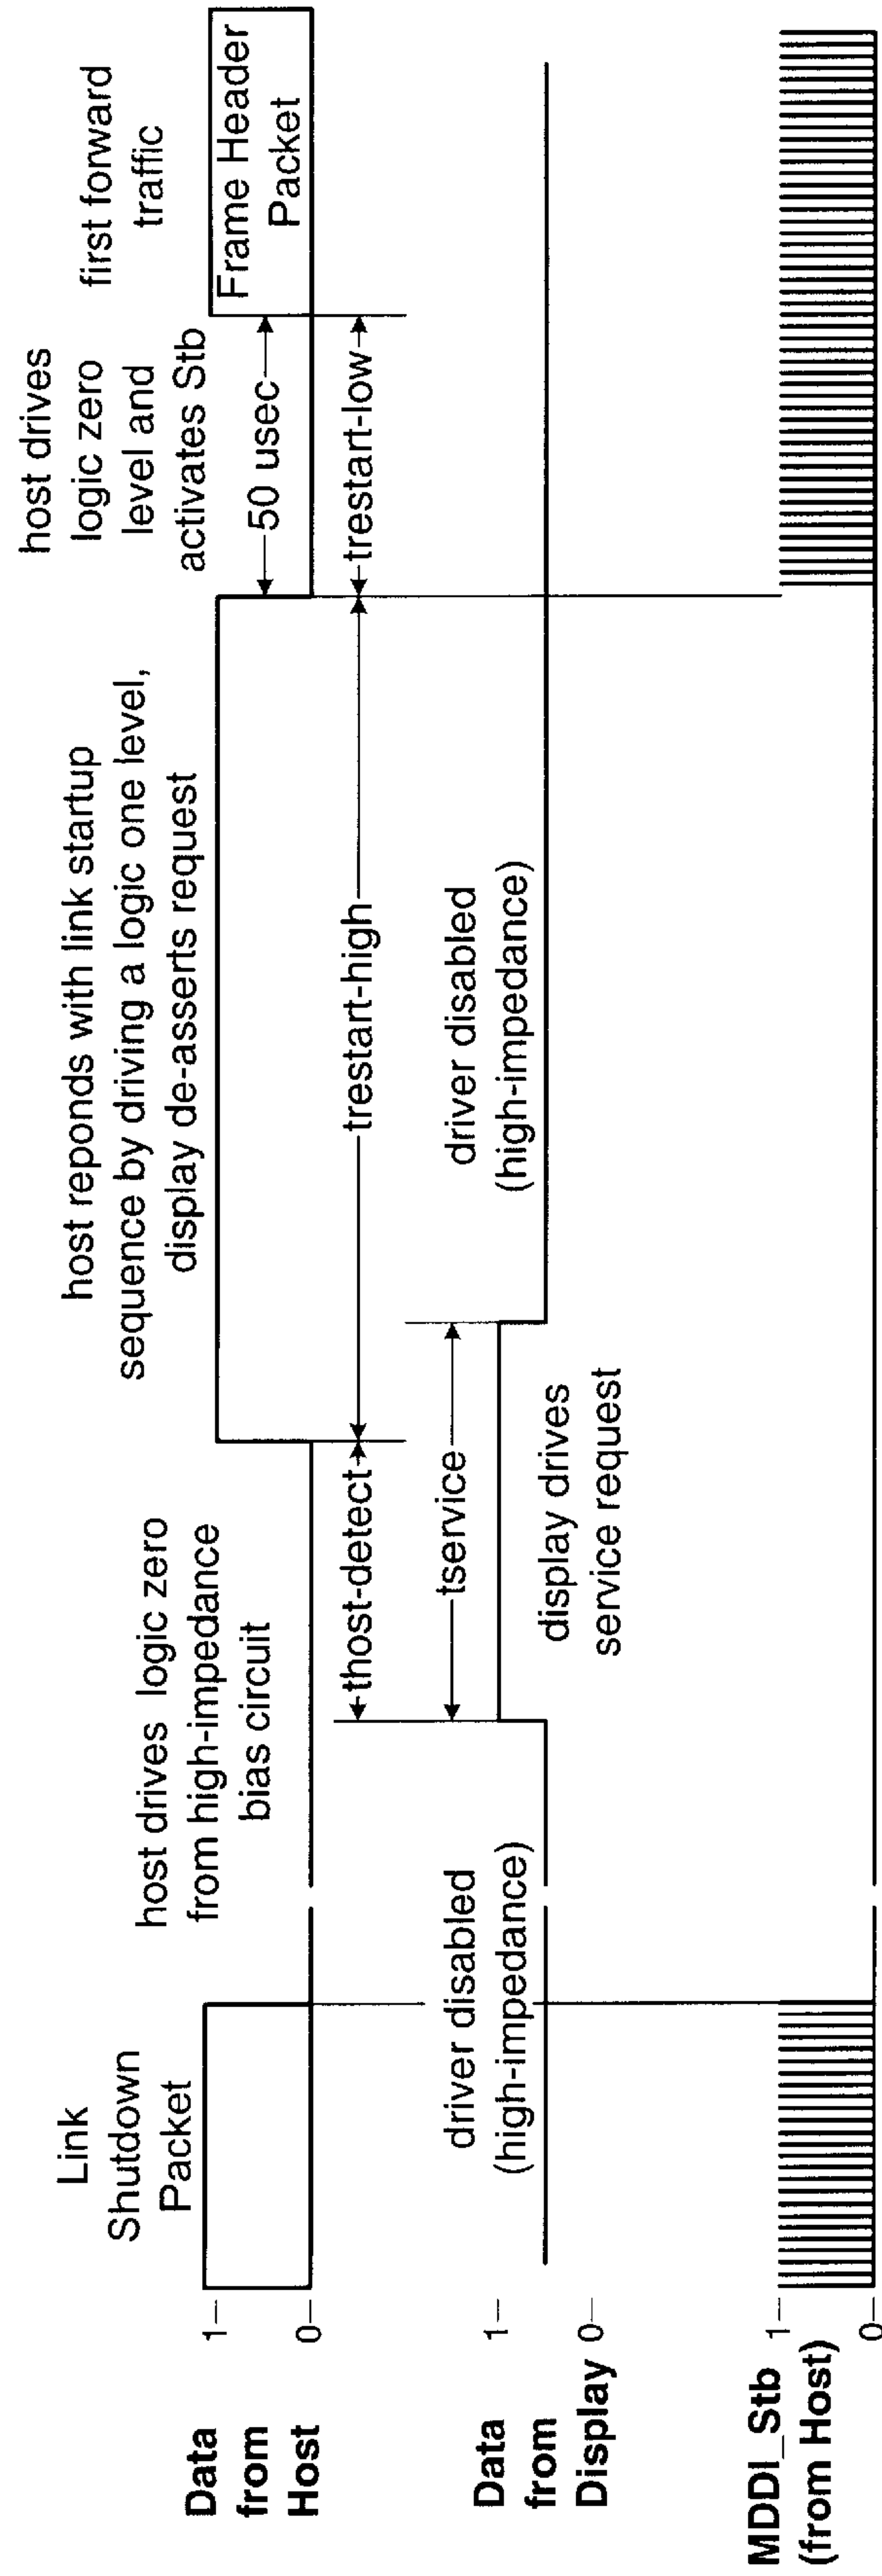 Link
Shutdown
Packet
host drives logic zero
from high-impedance
bias circuit
host reponds with link startup
sequence by driving a logic one level,
display de-asserts request
host drives
logic zero
level and
activates Stb
first forward
traffic
Data
from
Host
1
0
50 usec
Frame Header
Packet
thost-detect
trestart-high
trestart-low
Data
from
Display
1
0
driver disabled
(high-impedance)
tservice
display drives
service request
driver disabled
(high-impedance)
MDDI_Stb
(from Host)
1
0